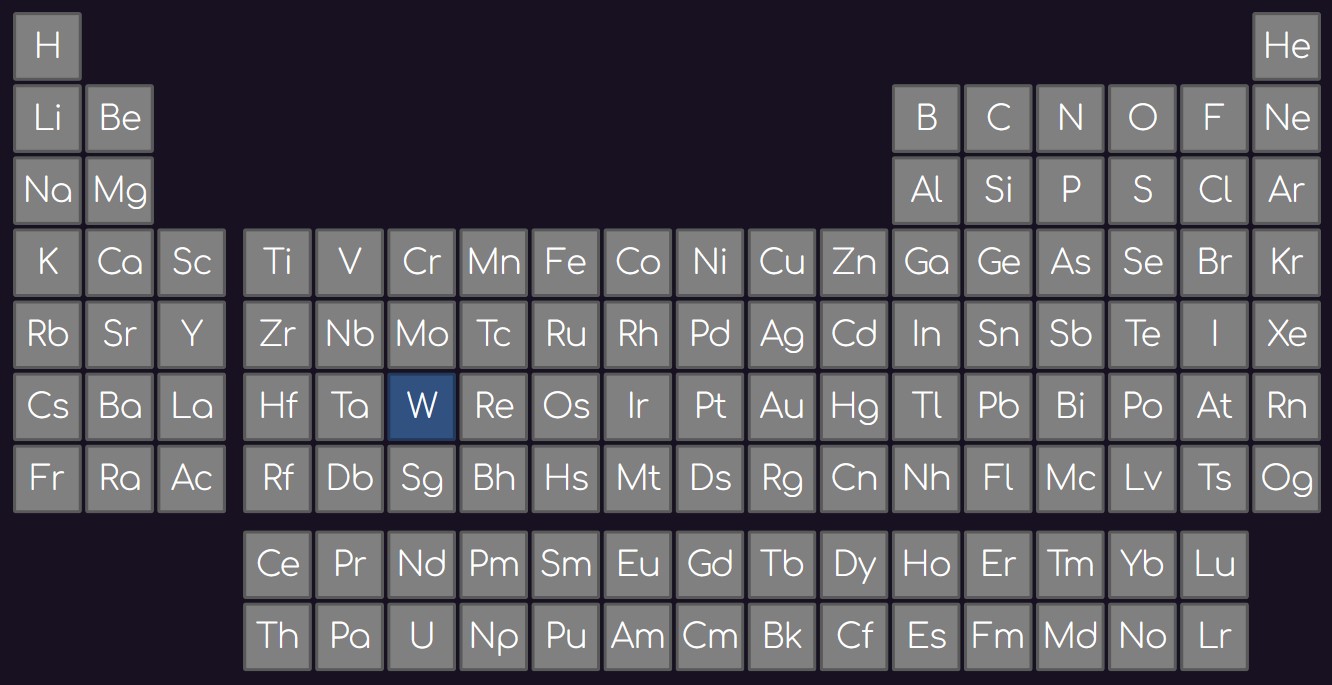 H He
Li Be B C N O F Ne
Na Mg Al Si P S Cl Ar
K Ca Sc Ti V Cr Mn Fe Co Ni Cu Zn Ga Ge As Se Br Kr
Rb Sr Y Zr Nb Mo Tc Ru Rh Pd Ag Cd In Sn Sb Te I Xe
Cs Ba La Hf Ta W Re Os Ir Pt Au Hg Tl Pb Bi Po At Rn
Fr Ra Ac Rf Db Sg Bh Hs Mt Ds Rg Cn Nh Fl Mc Lv Ts Og
Ce Pr Nd Pm Sm Eu Gd Tb Dy Ho Er Tm Yb Lu
Th Pa U Np Pu Am Cm Bk Cf Es Fm Md No Lr